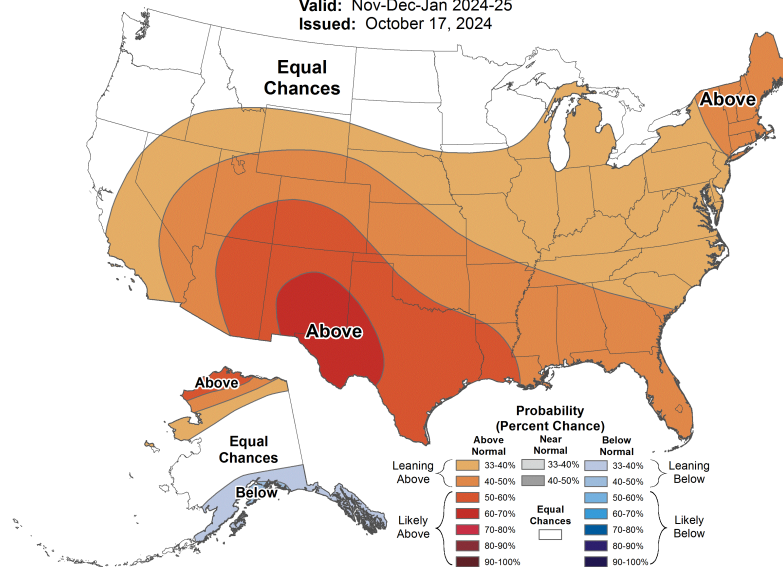 Valid: Nov-Dec-Jan 2024-25
Issued: October 17, 2024
Equal
Chances
Above
Above
Above
Equal
Chances
Below
Probability
(Percent Chance)
Above
Normal
Near
Normal
Below
Normal
Leaning
Above
33-40%
40-50%
33-40%
40-50%
33-40%
40-50%
Leaning
Below
Likely
Above
50-60%
60-70%
70-80%
80-90%
90-100%
Equal
Chances
50-60%
60-70%
70-80%
80-90%
90-100%
Likely
Below